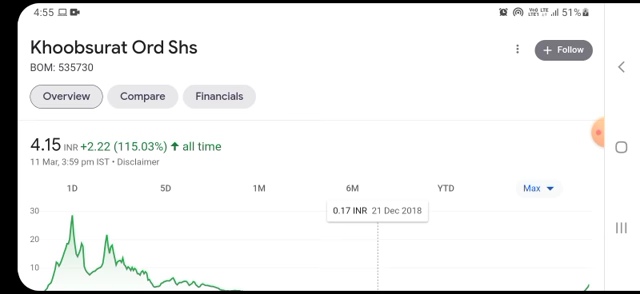 4:55 51%
Khoobsurat Ord Shs
+ Follow
BOM: 535730
Overview Compare Financials
4.15 INR +2.22 (115.03%) ↑ all time
11 Mar, 3:59 pm IST • Disclaimer
1D 5D 1M 6M YTD Max
0.17 INR 21 Dec 2018
30
20
10